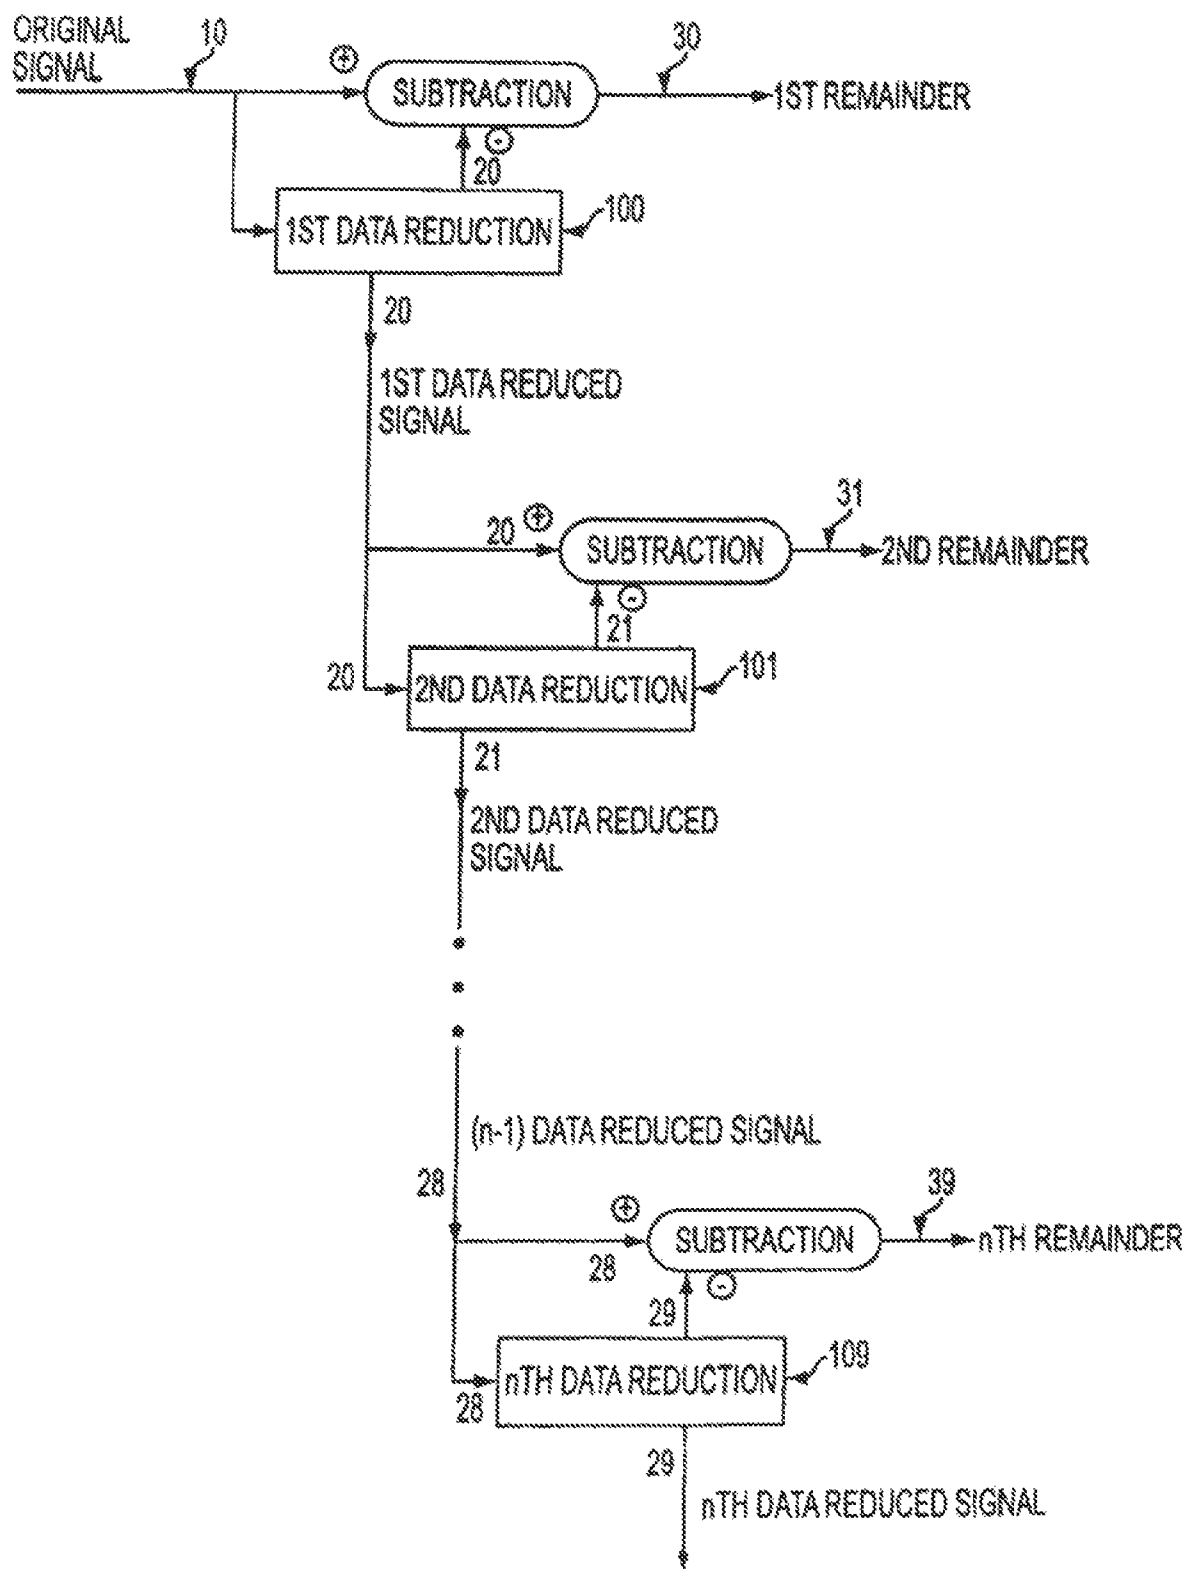 ORIGINAL
SIGNAL
10
+
SUBTRACTION
30
1ST REMAINDER
-
20
1ST DATA REDUCTION
100
20
1ST DATA REDUCED
SIGNAL
20
+
SUBTRACTION
31
2ND REMAINDER
-
21
20
2ND DATA REDUCTION
101
21
2ND DATA REDUCED
SIGNAL
(n-1) DATA REDUCED SIGNAL
28
+
28
SUBTRACTION
39
nTH REMAINDER
-
29
28
nTH DATA REDUCTION
109
29
nTH DATA REDUCED SIGNAL